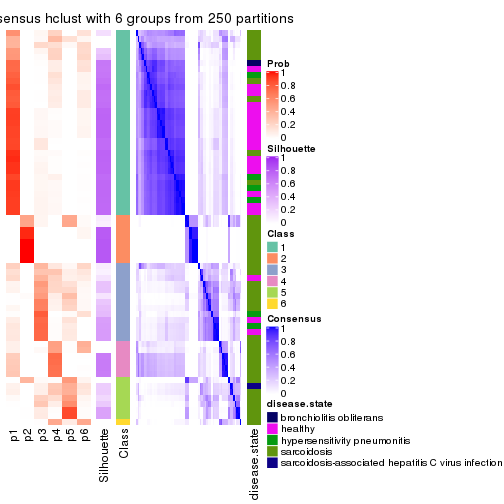 sensus hclust with 6 groups from 250 partitions
Prob
1
0.8
0.6
0.4
0.2
0
Silhouette
1
0.8
0.6
0.4
0.2
0
Class
1
2
3
4
5
6
Consensus
1
0.8
0.6
0.4
0.2
0
disease.state
bronchiolitis obliterans
healthy
hypersensitivity pneumonitis
sarcoidosis
sarcoidosis-associated hepatitis C virus infection
p1
p2
p3
p4
p5
p6
Silhouette
Class
disease.state